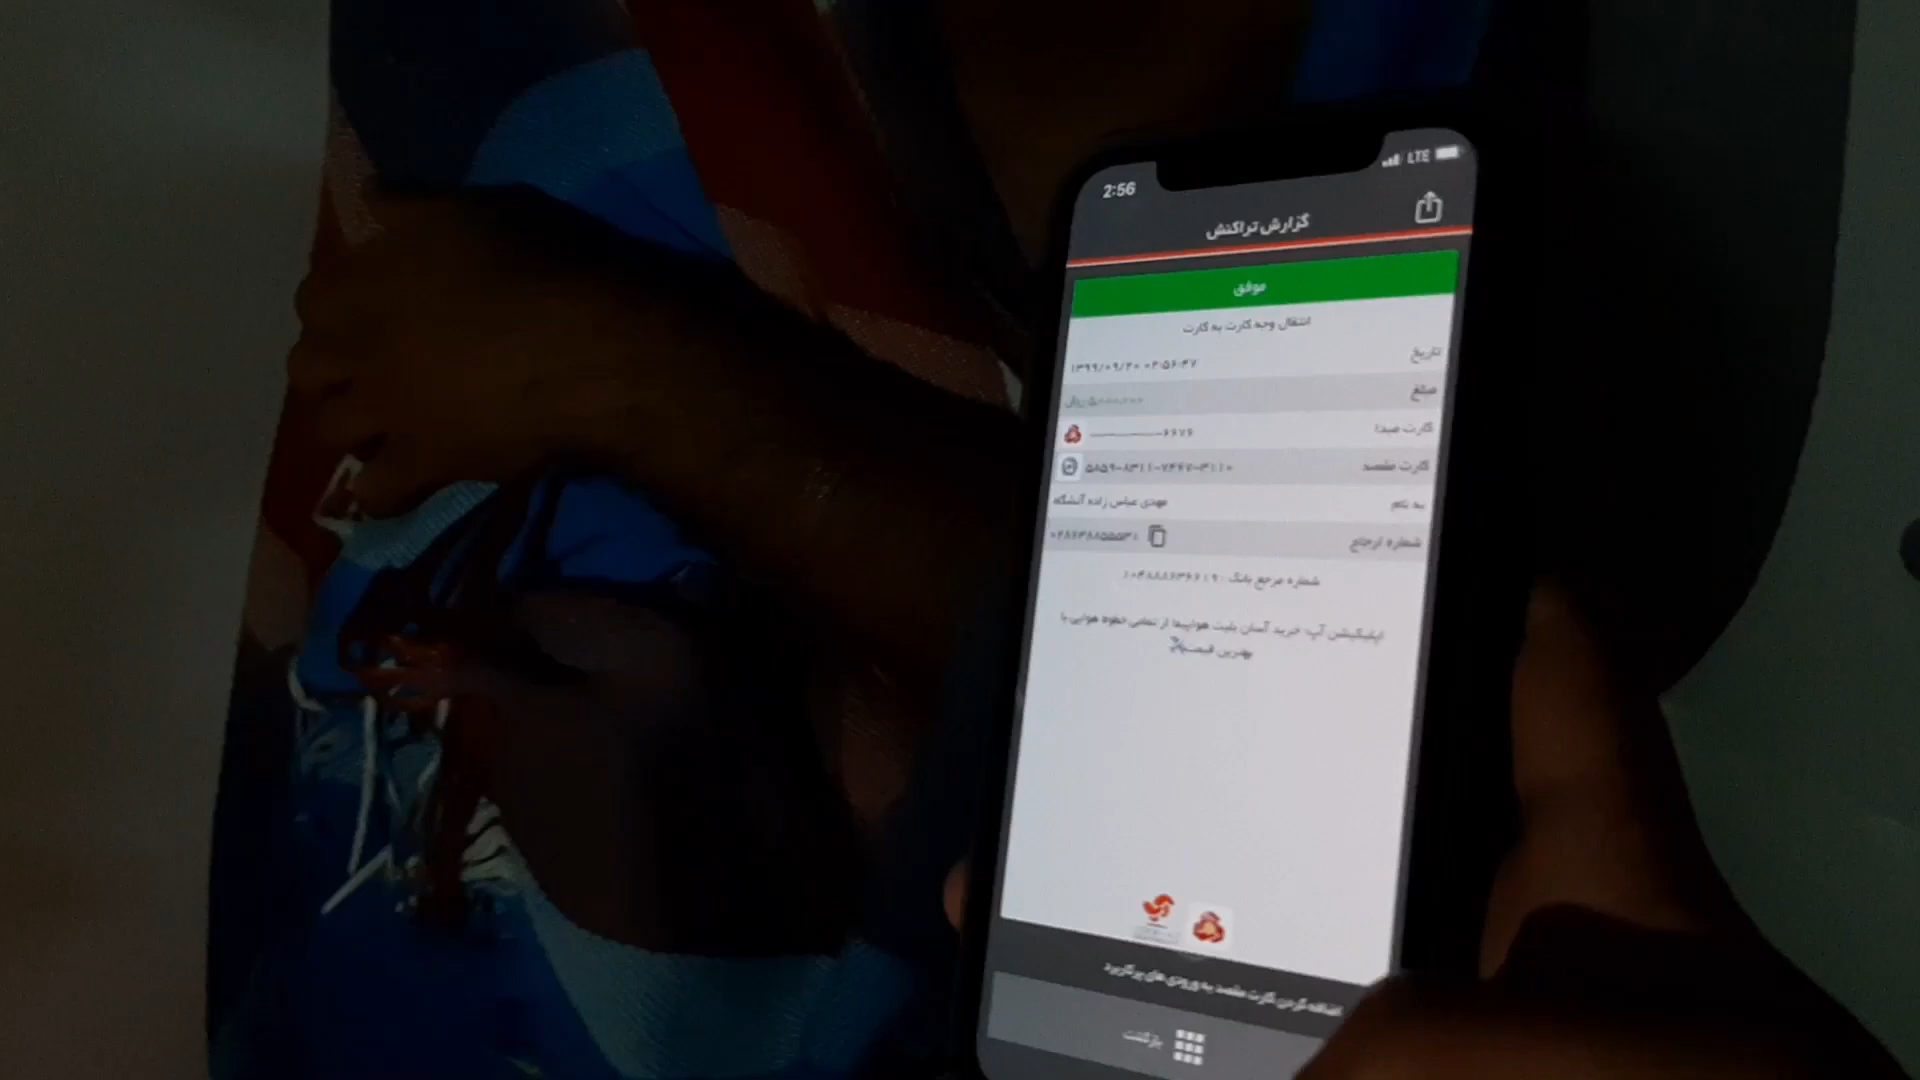 2:56 LTE
گزارش تراکنش
موفق
انتقال وجه کارت به کارت
تاریخ ۱۳۹۹/۰۹/۲۰ ۰۲:۵۶:۴۷
مبلغ ریال
کارت مبدا ۶۶۷۶
کارت مقصد ۵۸۵۹-۸۳۱۱-۷۴۶۷-۳۱۱۰
به نام مهدی عباس زاده آتشگاه
شماره ارجاع
شماره مرجع بانک :
اپلیکیشن آپ: خرید آسان بلیت هواپیما از تمامی خطوط هوایی با
بهترین قیمت
اضافه کردن کارت مقصد به ورودی های پرکاربرد
بازگشت